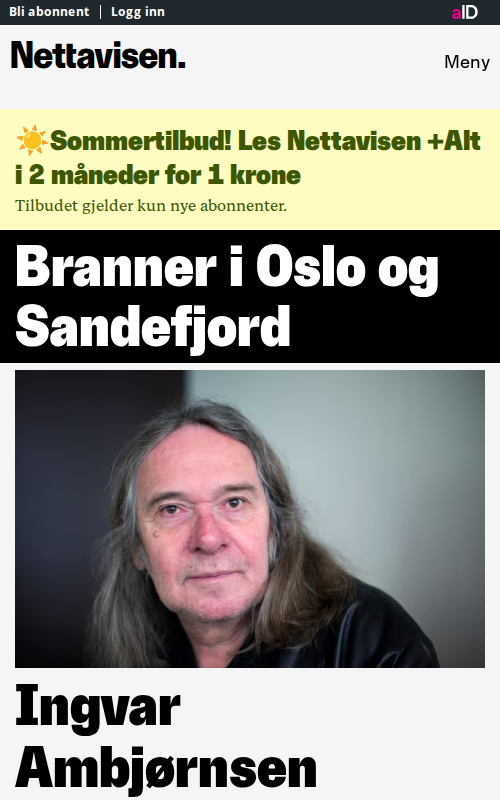 Bli abonnent Logg inn aID
Nettavisen.
Meny
☀️Sommertilbud! Les Nettavisen +Alt
i 2 måneder for 1 krone
Tilbudet gjelder kun nye abonnenter.
Branner i Oslo og
Sandefjord
Ingvar
Ambjørnsen